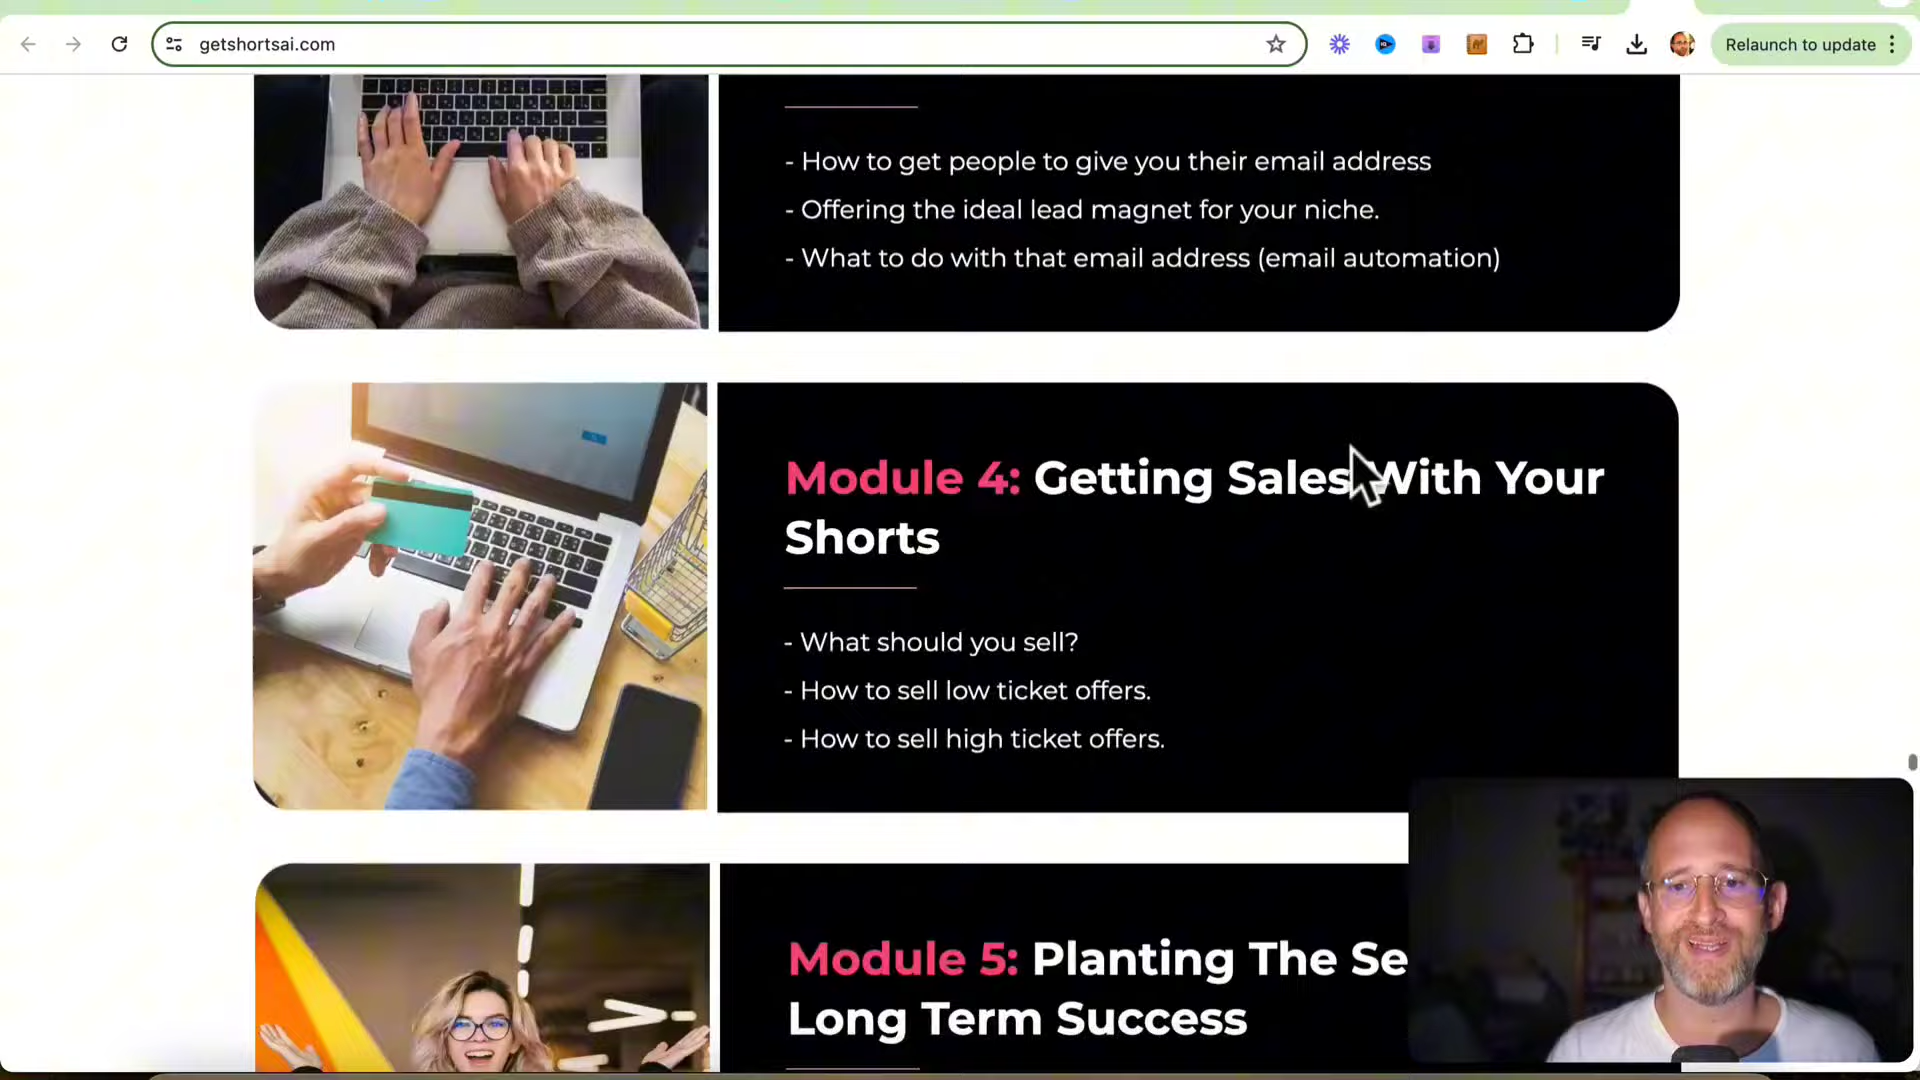 getshortsai.com
Relaunch to update
- How to get people to give you their email address
- Offering the ideal lead magnet for your niche.
- What to do with that email address (email automation)
Module 4: Getting Sales With Your
Shorts
- What should you sell?
- How to sell low ticket offers.
- How to sell high ticket offers.
Module 5: Planting The Se
Long Term Success